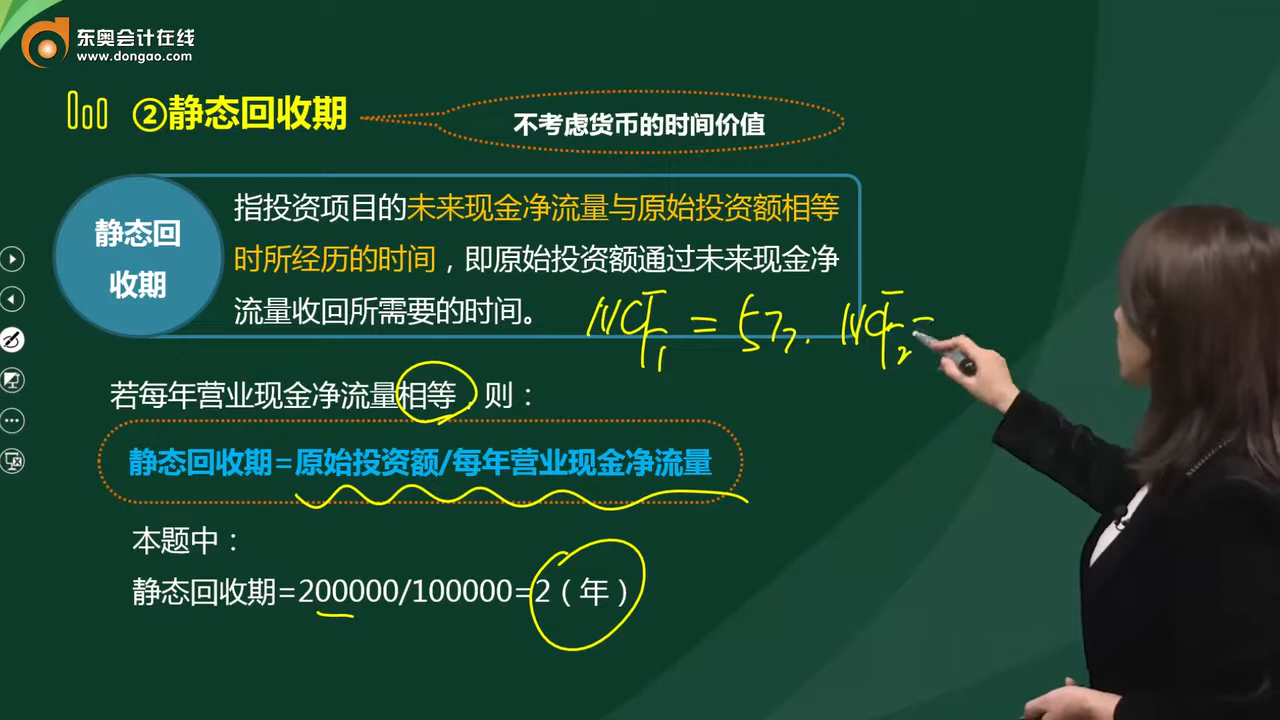 东奥会计在线
www.dongao.com
②静态回收期
不考虑货币的时间价值
静态回
收期
指投资项目的未来现金净流量与原始投资额相等
时所经历的时间，即原始投资额通过未来现金净
流量收回所需要的时间。
NCF1 = 5万. NCF2 =
若每年营业现金净流量相等，则：
静态回收期=原始投资额/每年营业现金净流量
本题中：
静态回收期=200000/100000=2（年）